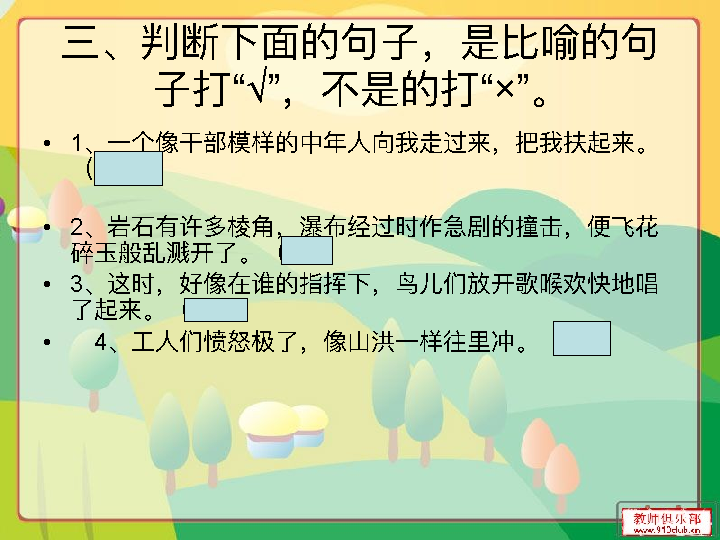 三、判断下面的句子，是比喻的句
子打“√”，不是的打“×”。
• 1、一个像干部模样的中年人向我走过来，把我扶起来。
（
• 2、岩石有许多棱角，瀑布经过时作急剧的撞击，便飞花
碎玉般乱溅开了。（
• 3、这时，好像在谁的指挥下，鸟儿们放开歌喉欢快地唱
了起来。（
• 4、工人们愤怒极了，像山洪一样往里冲。
教师俱乐部
www.910club.cn